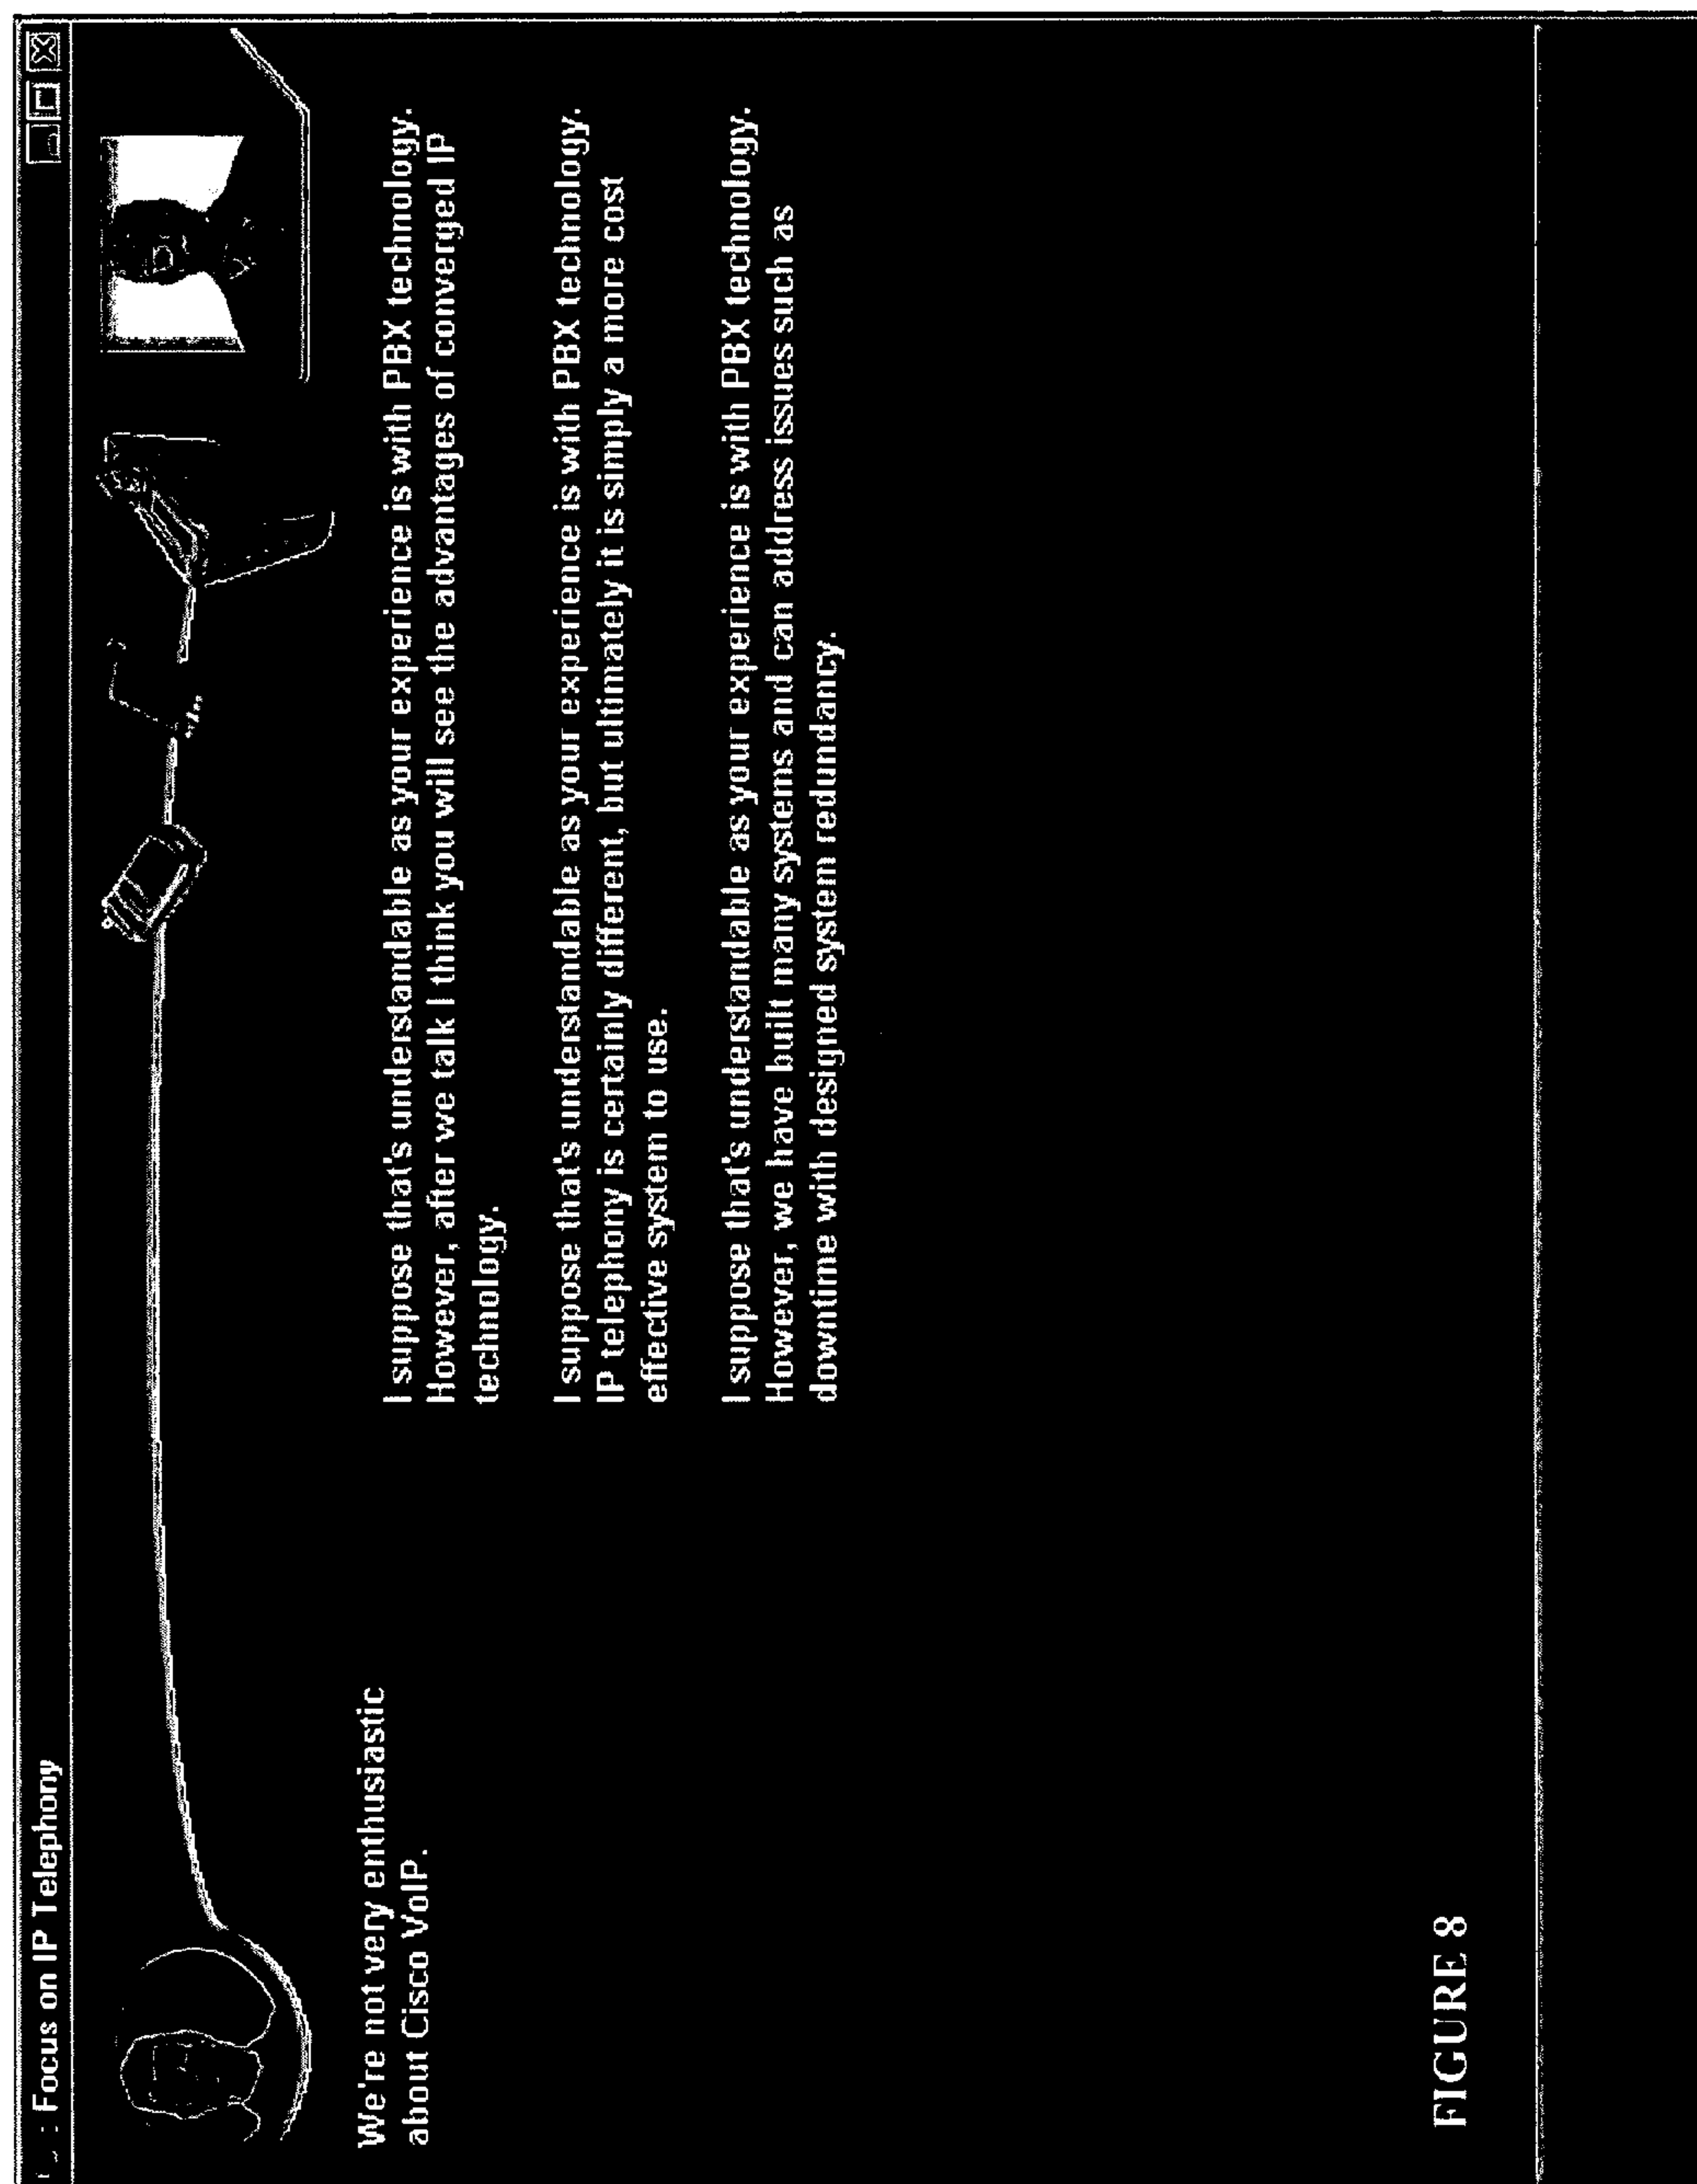 : Focus on IP Telephony
We're not very enthusiastic
about Cisco VoIP.
I suppose that's understandable as your experience is with PBX technology.
However, after we talk I think you will see the advantages of converged IP
technology.
I suppose that's understandable as your experience is with PBX technology.
IP telephony is certainly different, but ultimately it is simply a more cost
effective system to use.
I suppose that's understandable as your experience is with PBX technology.
However, we have built many systems and can address issues such as
downtime with designed system redundancy.
FIGURE 8